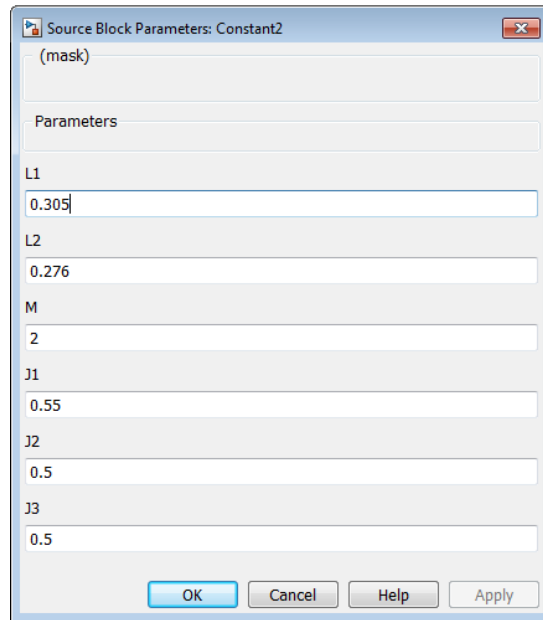 Source Block Parameters: Constant2
(mask)
Parameters
L1
0.305
L2
0.276
M
2
J1
0.55
J2
0.5
J3
0.5
OK Cancel Help Apply